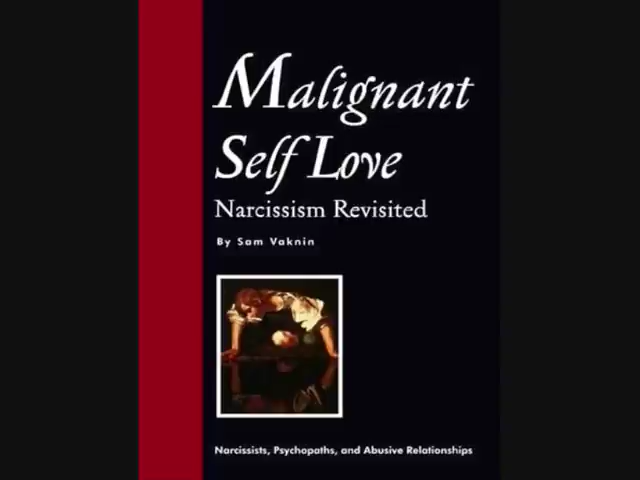 Malignant
Self Love
Narcissism Revisited
By Sam Vaknin
Narcissists, Psychopaths, and Abusive Relationships